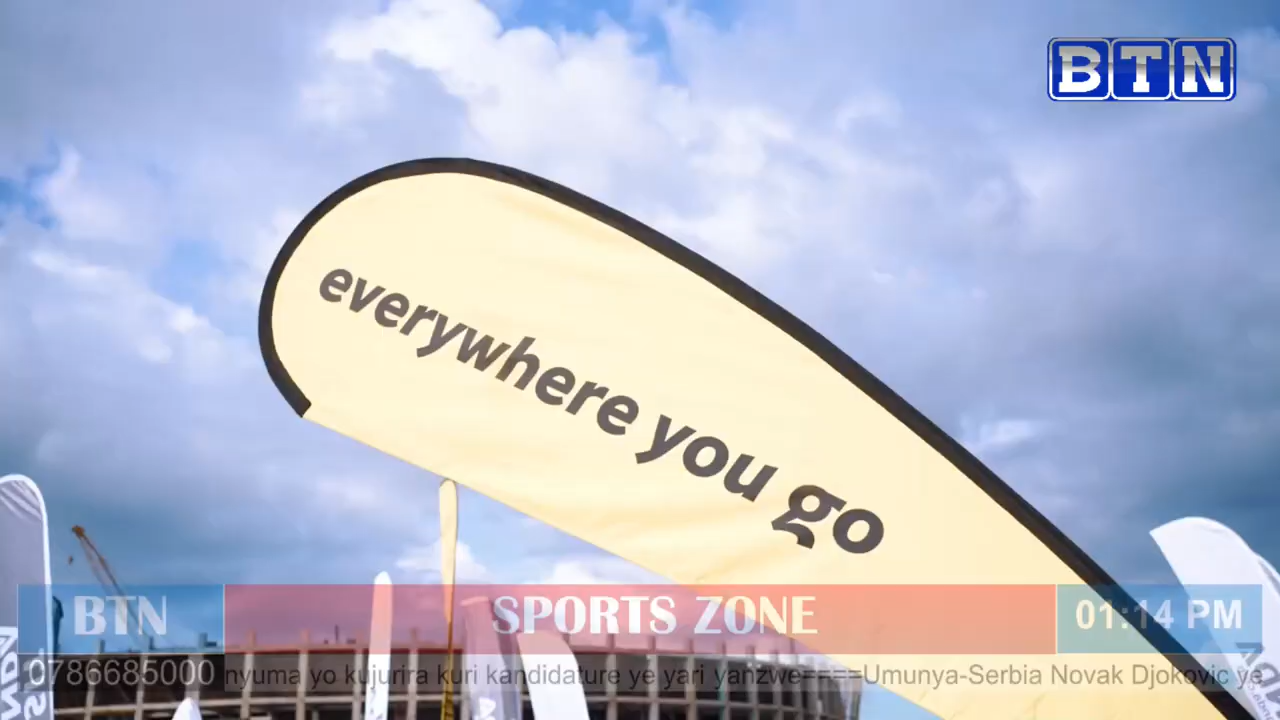 BTN
everywhere you go
BTN
SPORTS ZONE
01:14 PM
0786685000
nyuma yo kujurira kuri kandidature ye yari yanzwe====Umunya-Serbia Novak Djokovic ye